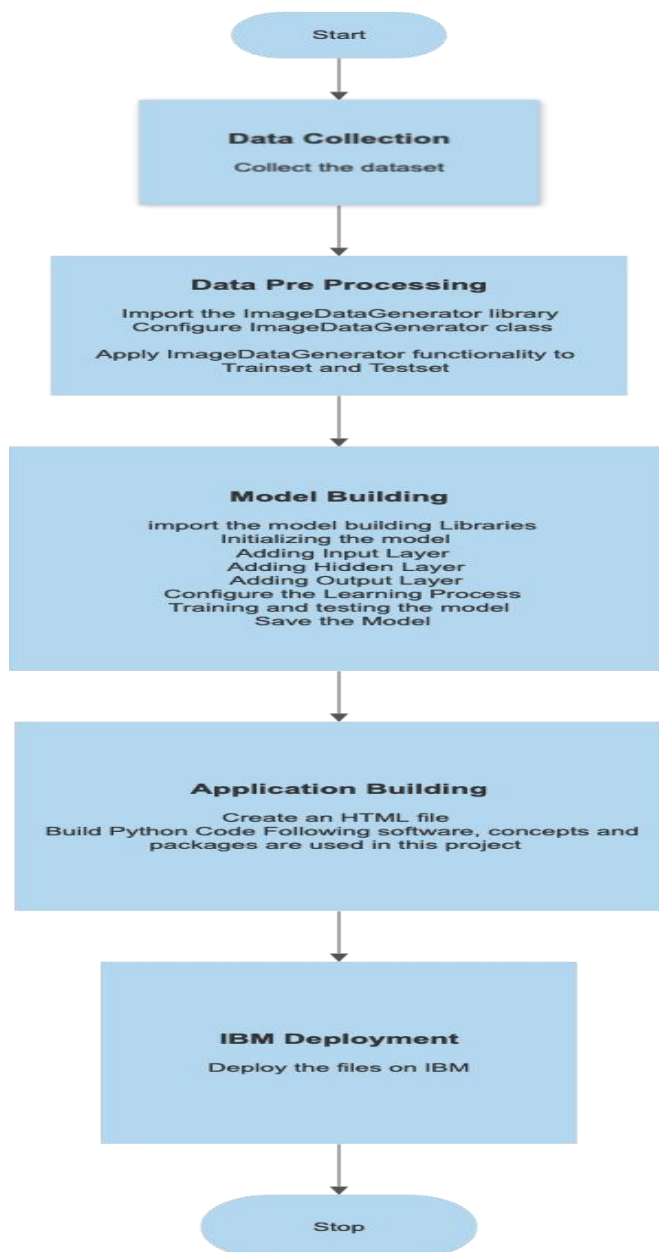 Start
Data Collection
Collect the dataset
Data Pre Processing
Import the ImageDataGenerator library
Configure ImageDataGenerator class
Apply ImageDataGenerator functionality to
Trainset and Testset
Model Building
import the model building Libraries
Initializing the model
Adding Input Layer
Adding Hidden Layer
Adding Output Layer
Configure the Learning Process
Training and testing the model
Save the Model
Application Building
Create an HTML file
Build Python Code Following software, concepts and
packages are used in this project
IBM Deployment
Deploy the files on IBM
Stop